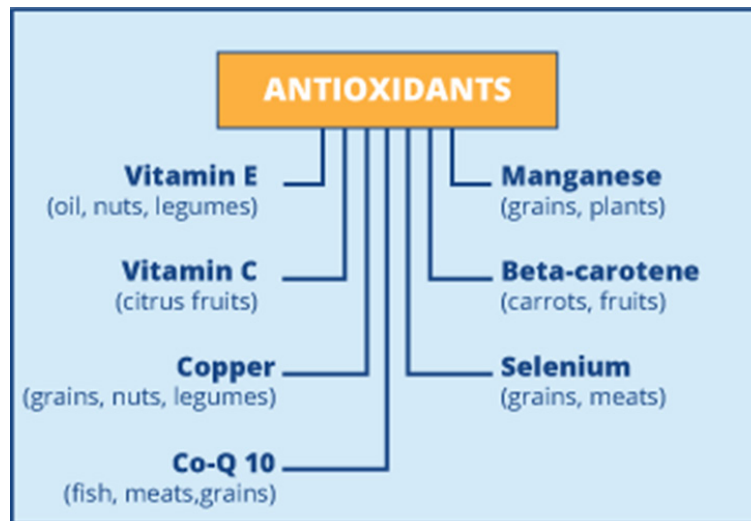 ANTIOXIDANTS
Vitamin E
(oil, nuts, legumes)
Vitamin C
(citrus fruits)
Copper
(grains, nuts, legumes)
Co-Q 10
(fish, meats,grains)
Manganese
(grains, plants)
Beta-carotene
(carrots, fruits)
Selenium
(grains, meats)